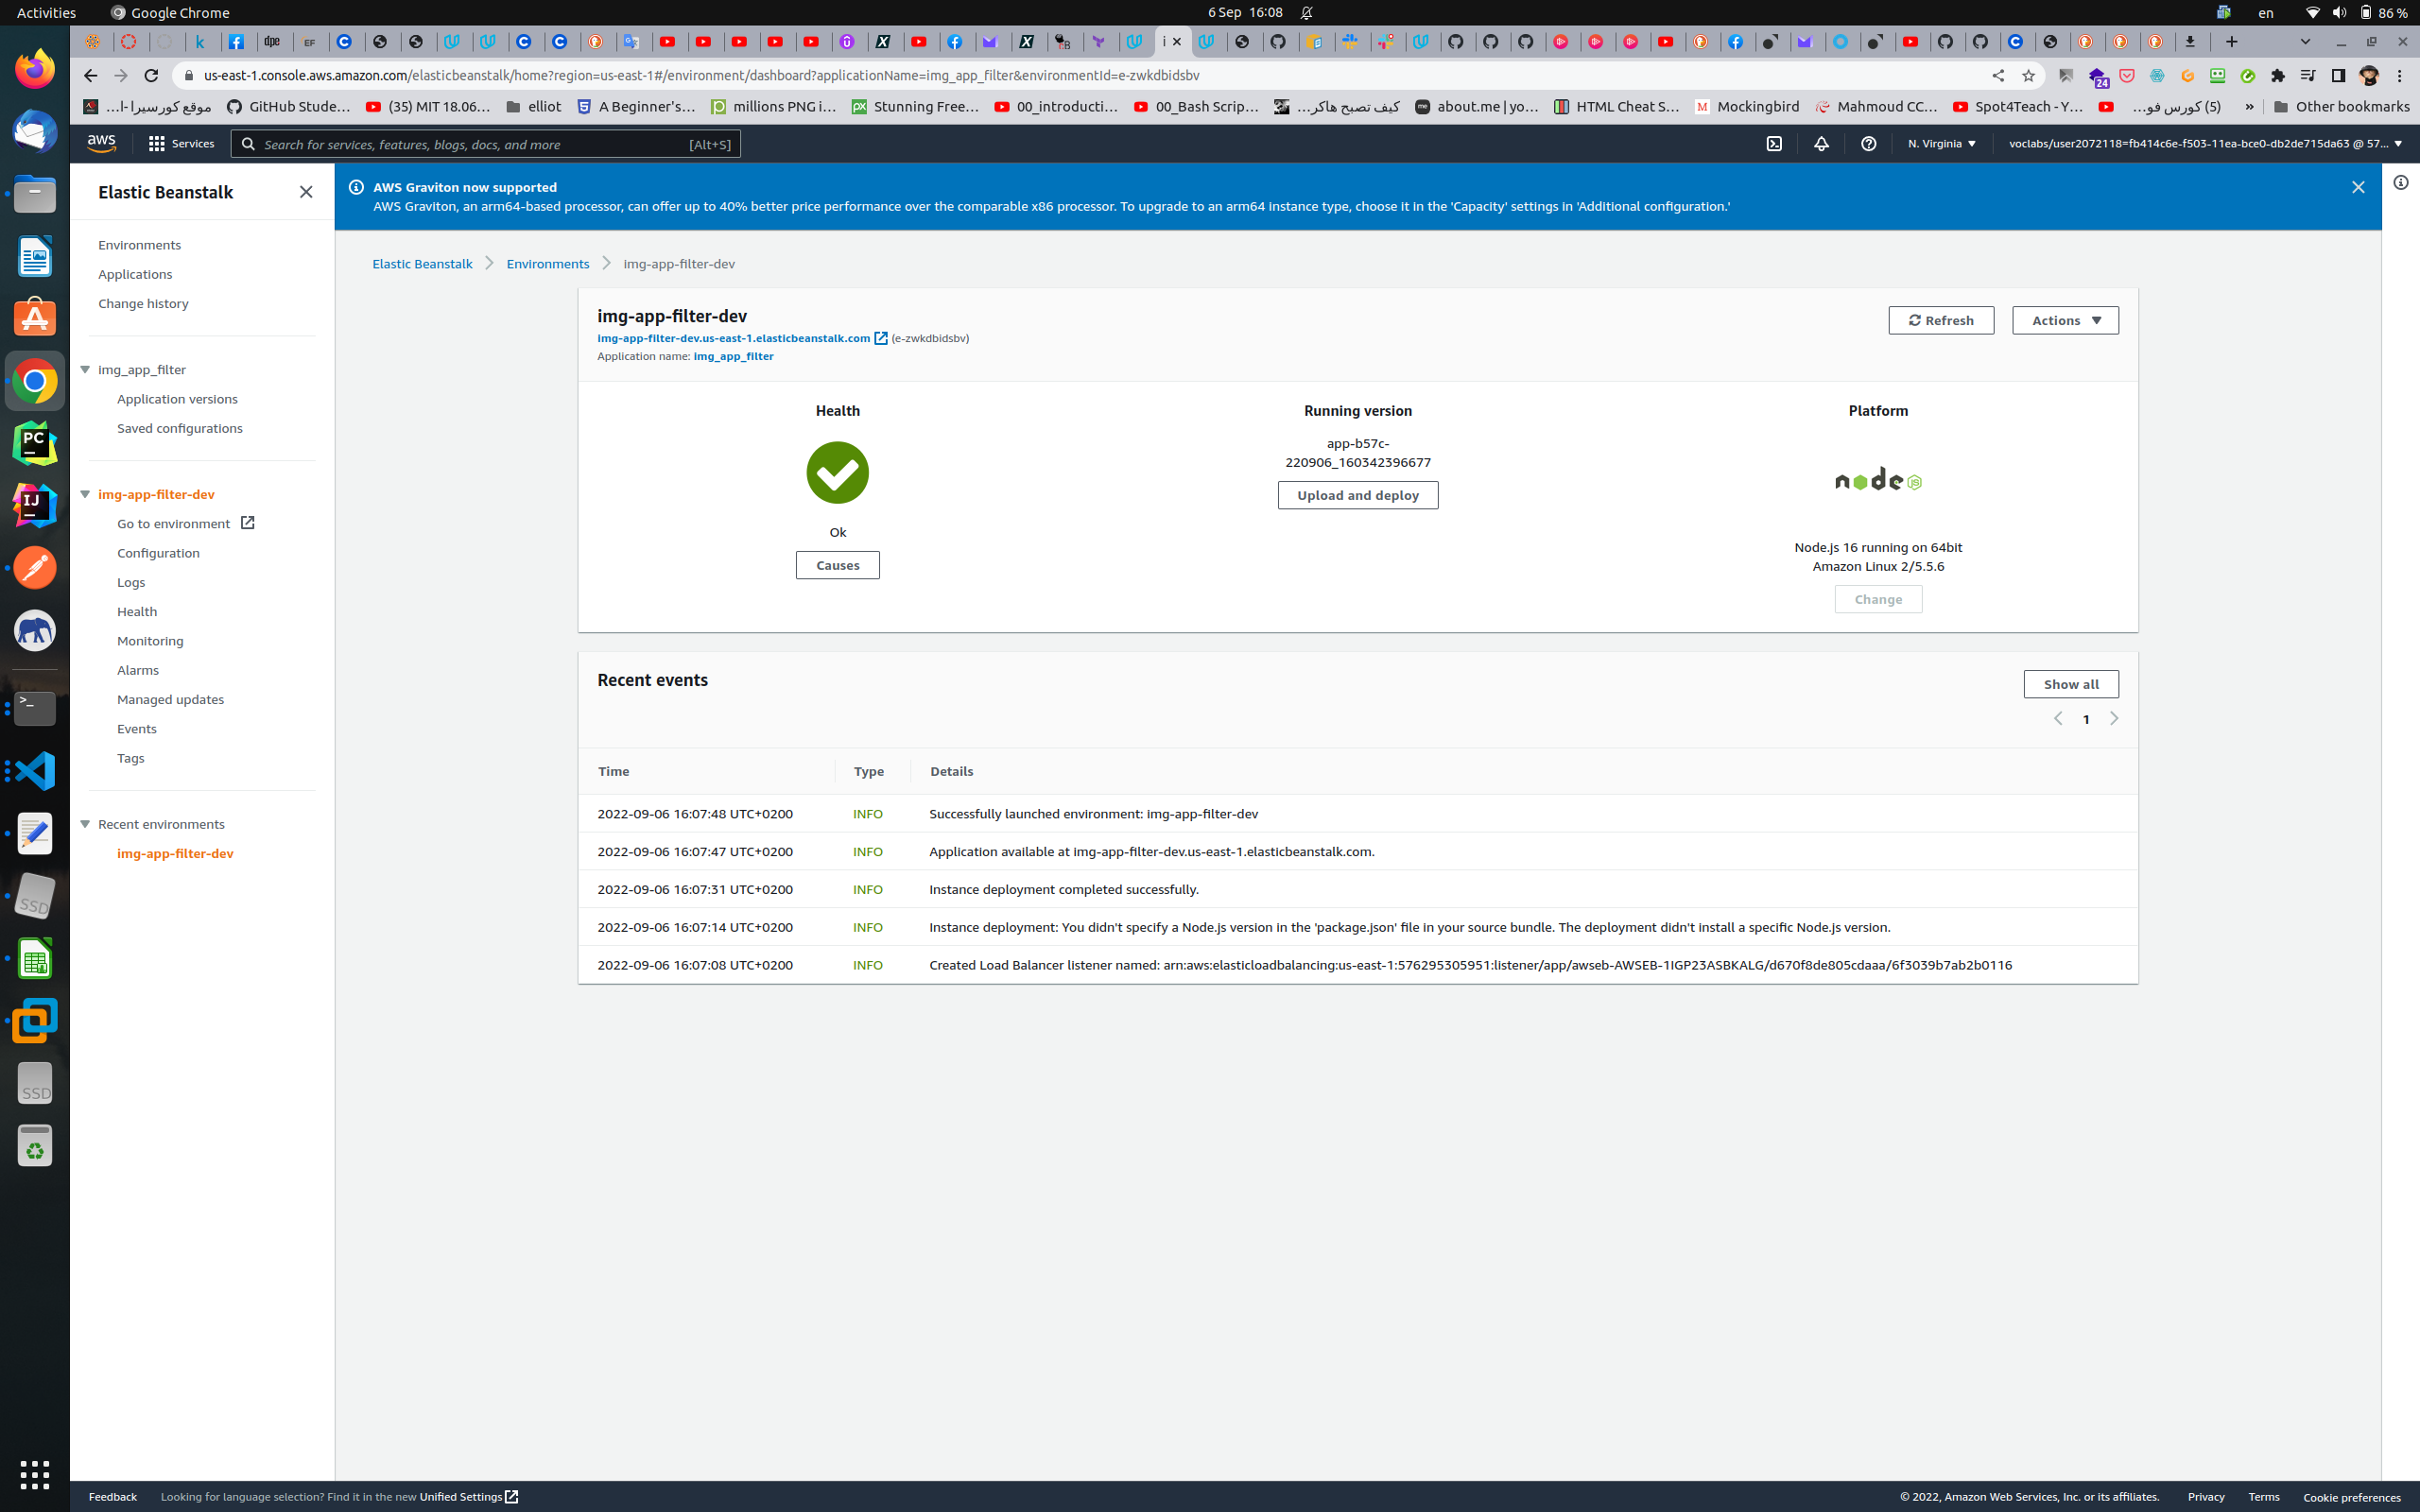 Activities
Google Chrome
6 Sep 16:08
en
86 %
dpe
EF
us-east-1.console.aws.amazon.com/elasticbeanstalk/home?region=us-east-1#/environment/dashboard?applicationName=img_app_filter&environmentId=e-zwkdbidsbv
24
موقع كورسيرا -ا...
GitHub Stude...
(35) MIT 18.06...
elliot
A Beginner's...
millions PNG i...
Stunning Free...
00_introducti...
00_Bash Scrip...
كيف تصبح هاكر...
about.me | yo...
HTML Cheat S...
Mockingbird
Mahmoud CC...
Spot4Teach - Y...
(5) كورس فو...
»
Other bookmarks
aws
Services
Search for services, features, blogs, docs, and more
[Alt+S]
N. Virginia
voclabs/user2072118=fb414c6e-f503-11ea-bce0-db2de715da63 @ 57...
Elastic Beanstalk
Environments
Applications
Change history
img_app_filter
Application versions
Saved configurations
img-app-filter-dev
Go to environment
Configuration
Logs
Health
Monitoring
Alarms
Managed updates
Events
Tags
Recent environments
img-app-filter-dev
AWS Graviton now supported
AWS Graviton, an arm64-based processor, can offer up to 40% better price performance over the comparable x86 processor. To upgrade to an arm64 instance type, choose it in the 'Capacity' settings in 'Additional configuration.'
Elastic Beanstalk
Environments
img-app-filter-dev
img-app-filter-dev
img-app-filter-dev.us-east-1.elasticbeanstalk.com (e-zwkdbidsbv)
Application name: img_app_filter
Refresh
Actions
Health
Ok
Causes
Running version
app-b57c-
220906_160342396677
Upload and deploy
Platform
node JS
Node.js 16 running on 64bit
Amazon Linux 2/5.5.6
Change
Recent events
Show all
1
Time Type Details
2022-09-06 16:07:48 UTC+0200 INFO Successfully launched environment: img-app-filter-dev
2022-09-06 16:07:47 UTC+0200 INFO Application available at img-app-filter-dev.us-east-1.elasticbeanstalk.com.
2022-09-06 16:07:31 UTC+0200 INFO Instance deployment completed successfully.
2022-09-06 16:07:14 UTC+0200 INFO Instance deployment: You didn't specify a Node.js version in the 'package.json' file in your source bundle. The deployment didn't install a specific Node.js version.
2022-09-06 16:07:08 UTC+0200 INFO Created Load Balancer listener named: arn:aws:elasticloadbalancing:us-east-1:576295305951:listener/app/awseb-AWSEB-1IGP23ASBKALG/d670f8de805cdaaa/6f3039b7ab2b0116
PC
IJ
SSD
SSD
Feedback
Looking for language selection? Find it in the new Unified Settings
© 2022, Amazon Web Services, Inc. or its affiliates.
Privacy
Terms
Cookie preferences